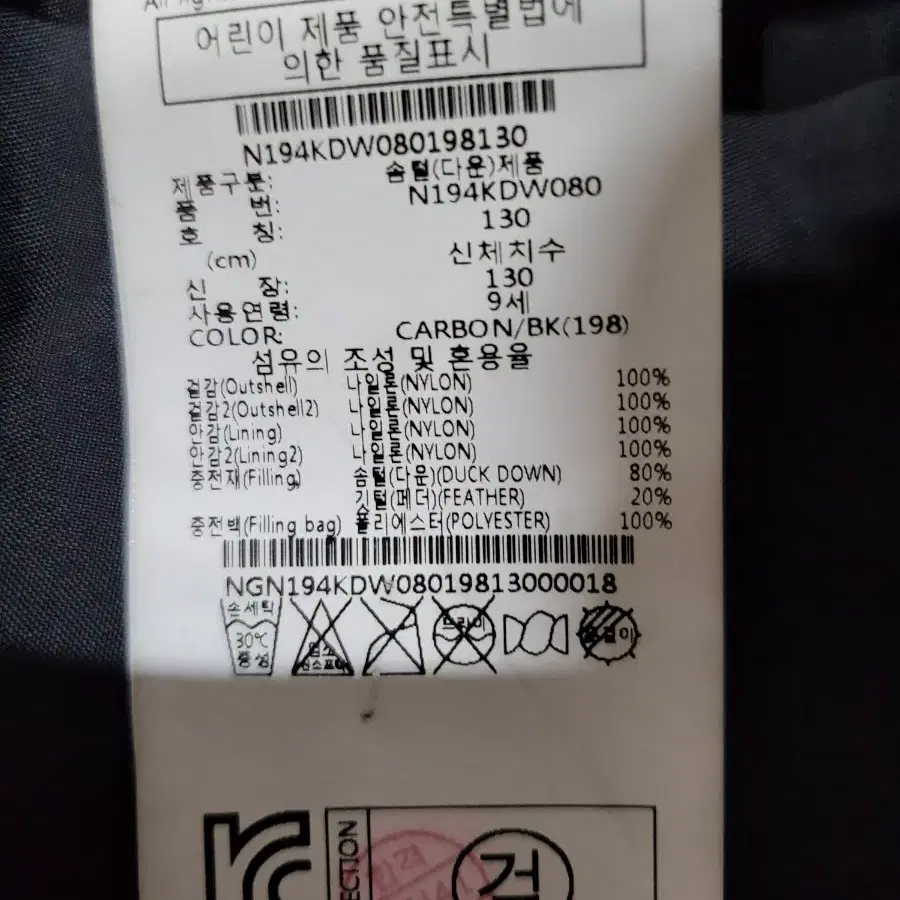 어린이 제품 안전특별법에
의한 품질표시
N194KDW080198130
제품구분: 솜털(다운)제품
품 번: N194KDW080
호 칭: 130
(cm) 신체치수
신 장: 130
사용연령: 9세
COLOR: CARBON/BK(198)
섬유의 조성 및 혼용율
겉감(Outshell) 나일론(NYLON) 100%
겉감2(Outshell2) 나일론(NYLON) 100%
안감(Lining) 나일론(NYLON) 100%
안감2(Lining2) 나일론(NYLON) 100%
충전재(Filling) 솜털(다운)(DUCK DOWN) 80%
기털(페더)(FEATHER) 20%
충전백(Filling bag) 폴리에스터(POLYESTER) 100%
NGN194KDW08019813000018
손세탁
30℃
중성
드라이